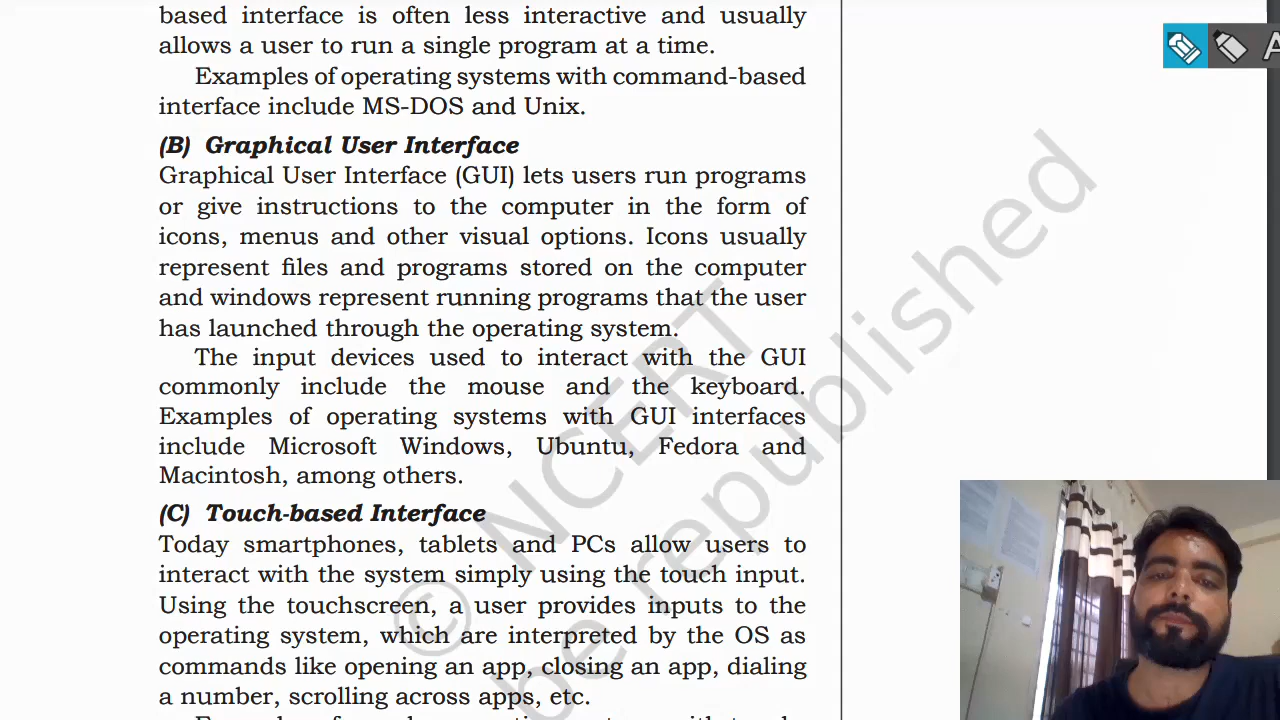 based interface is often less interactive and usually
allows a user to run a single program at a time.
Examples of operating systems with command-based
interface include MS-DOS and Unix.
(B) Graphical User Interface
Graphical User Interface (GUI) lets users run programs
or give instructions to the computer in the form of
icons, menus and other visual options. Icons usually
represent files and programs stored on the computer
and windows represent running programs that the user
has launched through the operating system.
The input devices used to interact with the GUI
commonly include the mouse and the keyboard.
Examples of operating systems with GUI interfaces
include Microsoft Windows, Ubuntu, Fedora and
Macintosh, among others.
(C) Touch-based Interface
Today smartphones, tablets and PCs allow users to
interact with the system simply using the touch input.
Using the touchscreen, a user provides inputs to the
operating system, which are interpreted by the OS as
commands like opening an app, closing an app, dialing
a number, scrolling across apps, etc.
© NCERT
be republished
A